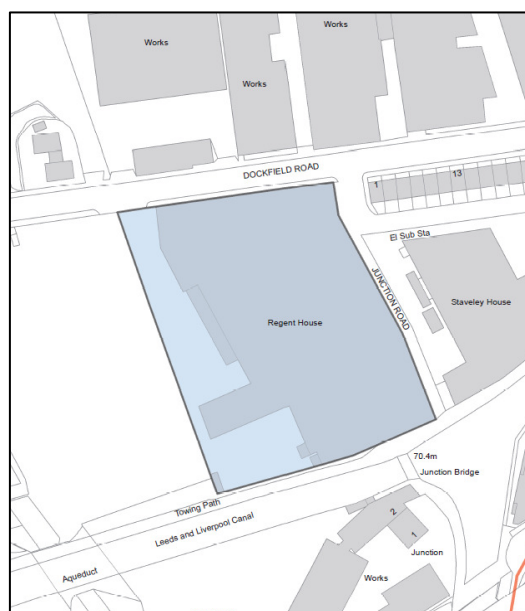 Works
Works
Works
Works
DOCKFIELD ROAD
1
13
El Sub Sta
JUNCTION ROAD
Staveley House
Regent House
70.4m
Junction Bridge
Towing Path
Leeds and Liverpool Canal
2
1
Junction
Aqueduct
Works